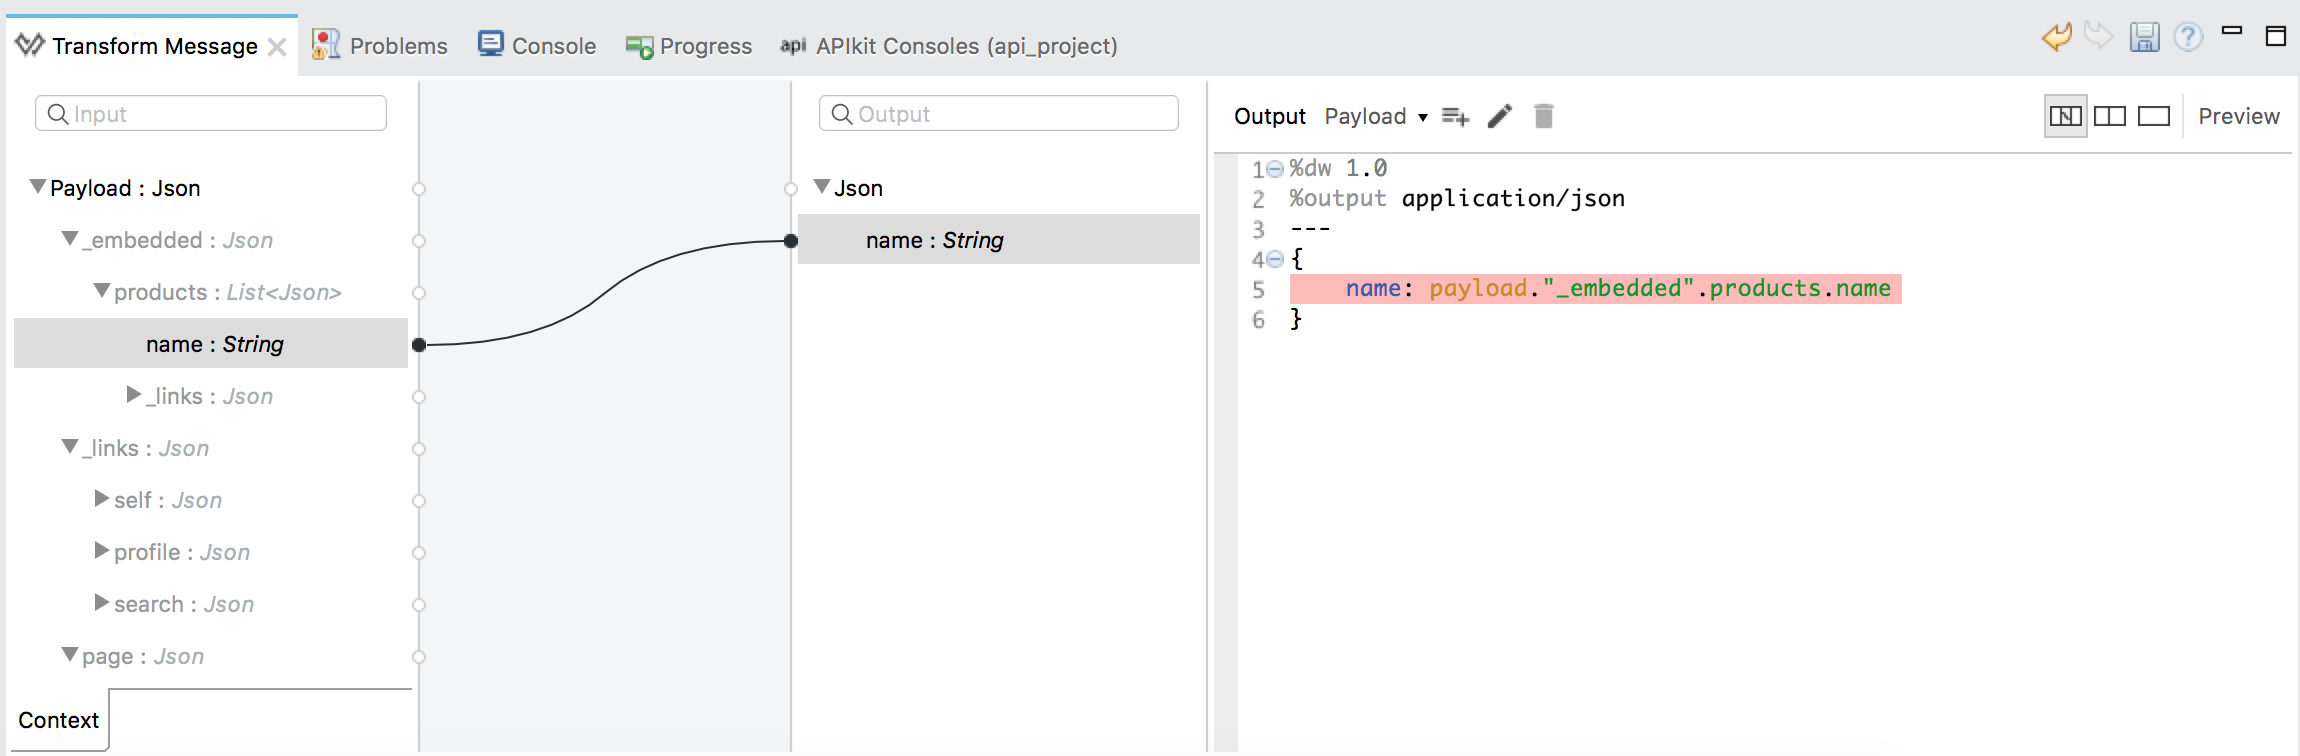 Transform Message Problems Console Progress api APIkit Consoles (api_project)
Input
Payload : Json
_embedded : Json
products : List<Json>
name : String
_links : Json
_links : Json
self : Json
profile : Json
search : Json
page : Json
Context
Output
Json
name : String
Output Payload Preview
1 %dw 1.0
2 %output application/json
3 ---
4 {
5 name: payload."_embedded".products.name
6 }